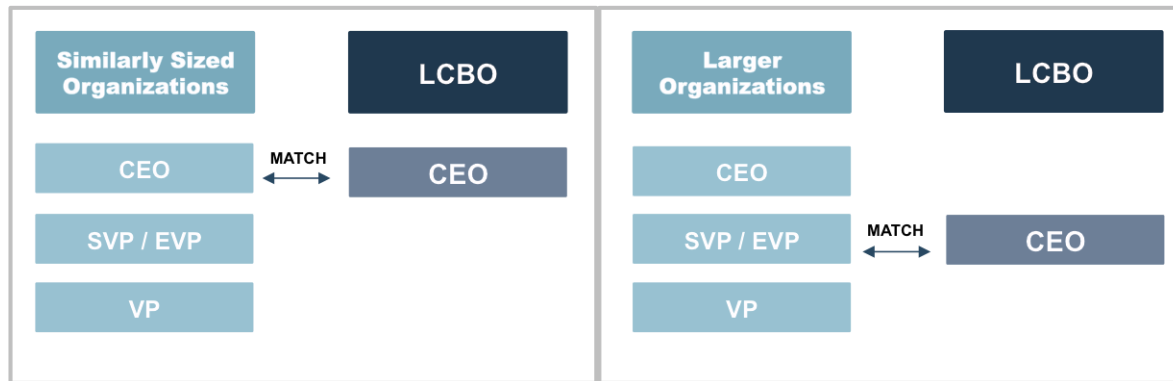 Similarly Sized
Organizations
LCBO
CEO
MATCH
CEO
SVP / EVP
VP
Larger
Organizations
LCBO
CEO
SVP / EVP
MATCH
CEO
VP